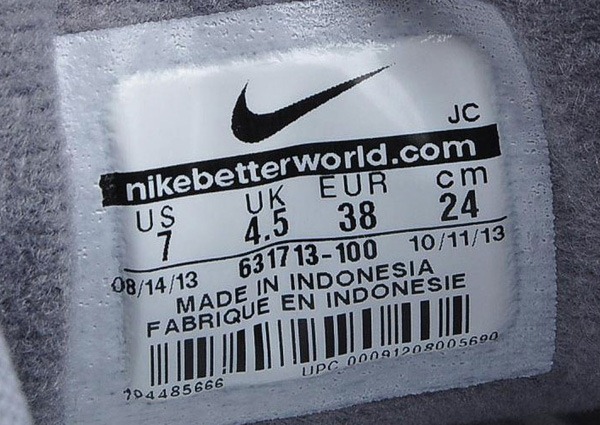 JC
nikebetterworld.com
US UK EUR cm
7 4.5 38 24
08/14/13 631713-100 10/11/13
MADE IN INDONESIA
FABRIQUE EN INDONESIE
UPC 00091208005690
704485666